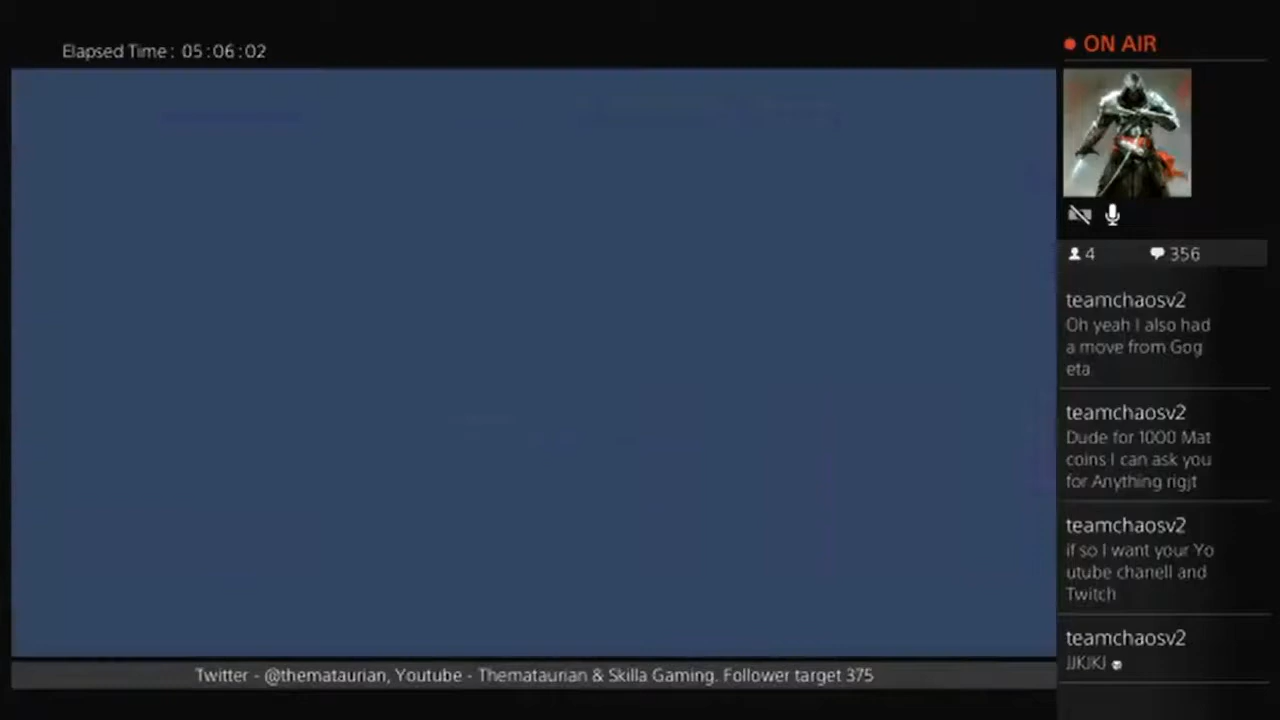 Elapsed Time: 05:06:02
ON AIR
4 356
teamchaosv2
Oh yeah I also had
a move from Gog
eta
teamchaosv2
Dude for 1000 Mat
coins I can ask you
for Anything rigjt
teamchaosv2
if so I want your Yo
utube chanell and
Twitch
teamchaosv2
JJKJKJ
Twitter - @themataurian, Youtube - Themataurian & Skilla Gaming. Follower target 375